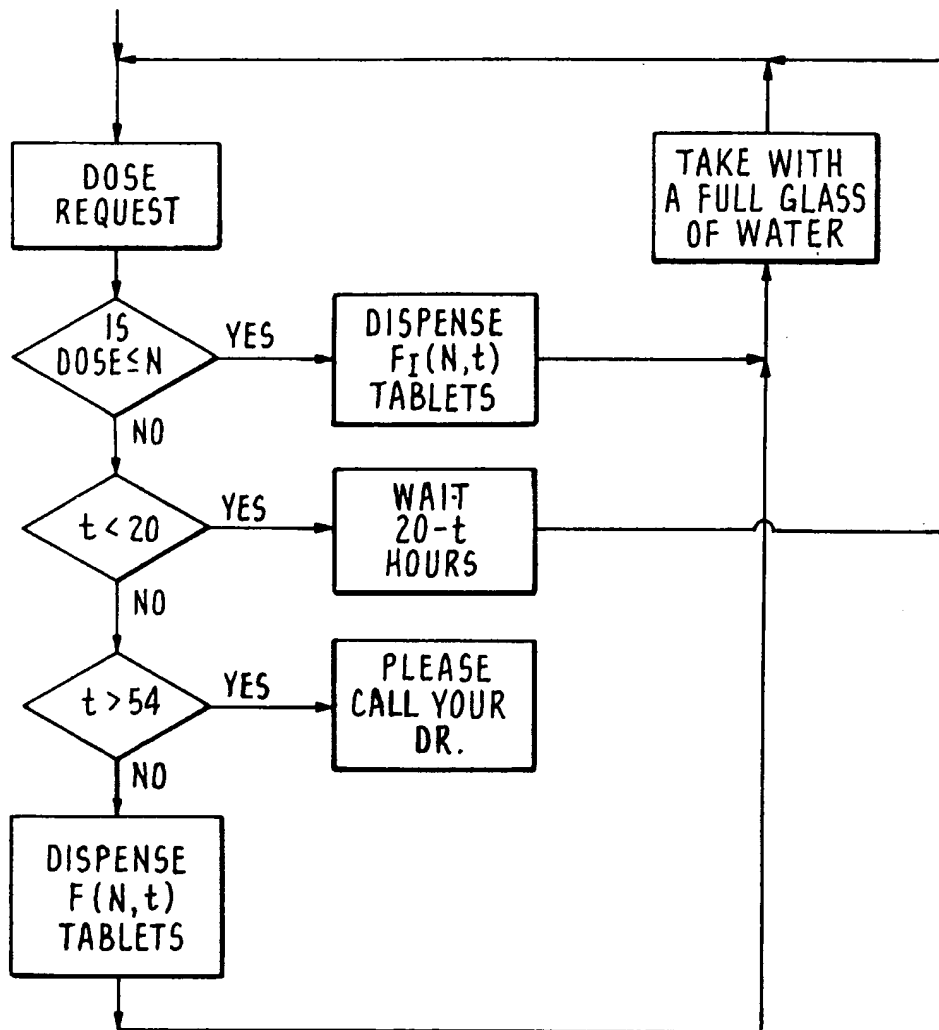 DOSE
REQUEST
TAKE WITH
A FULL GLASS
OF WATER
IS
DOSE≤N
YES
DISPENSE
FI(N,t)
TABLETS
NO
t<20
YES
WAIT
20-t
HOURS
NO
t>54
YES
PLEASE
CALL YOUR
DR.
NO
DISPENSE
F(N,t)
TABLETS